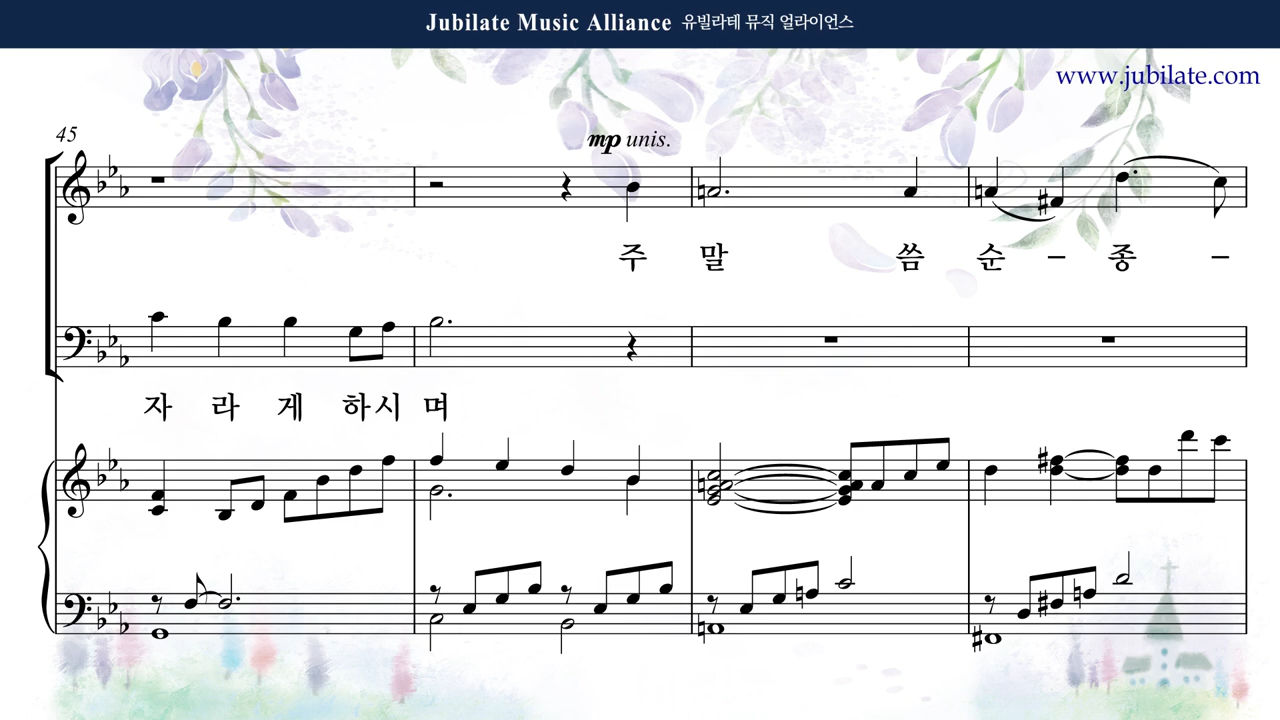 Jubilate Music Alliance 유빌라테 뮤직 얼라이언스
www.jubilate.com
45
mp unis.
주 말 씀 순 - 종 -
자 라 게 하 시 며